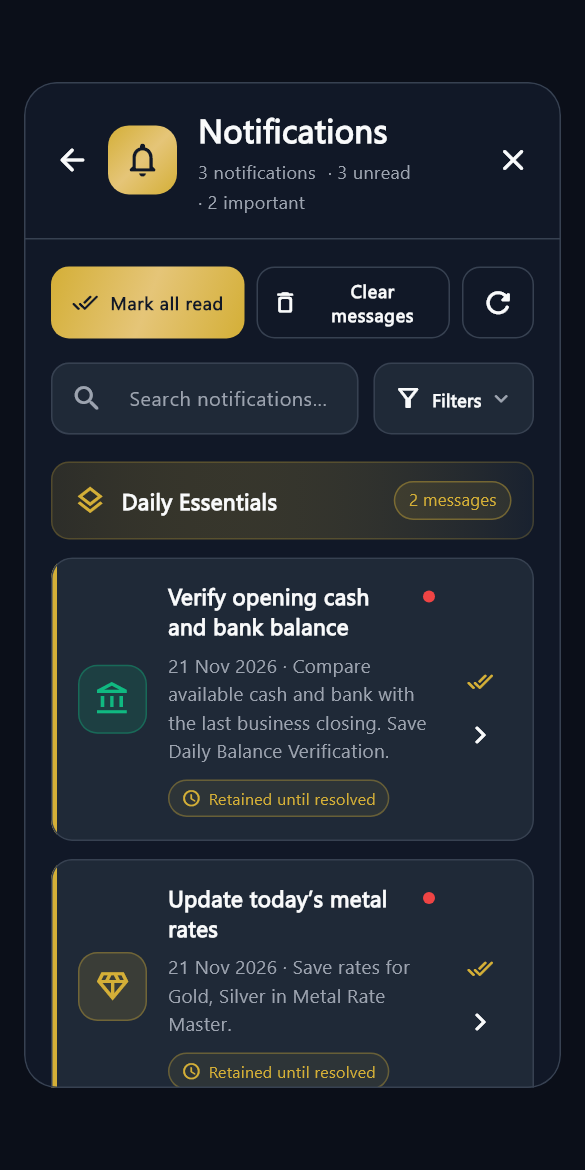 Notifications
3 notifications · 3 unread
· 2 important
Mark all read
Clear
messages
Search notifications...
Filters
Daily Essentials
2 messages
Verify opening cash
and bank balance
21 Nov 2026 · Compare
available cash and bank with
the last business closing. Save
Daily Balance Verification.
Retained until resolved
Update today’s metal
rates
21 Nov 2026 · Save rates for
Gold, Silver in Metal Rate
Master.
Retained until resolved